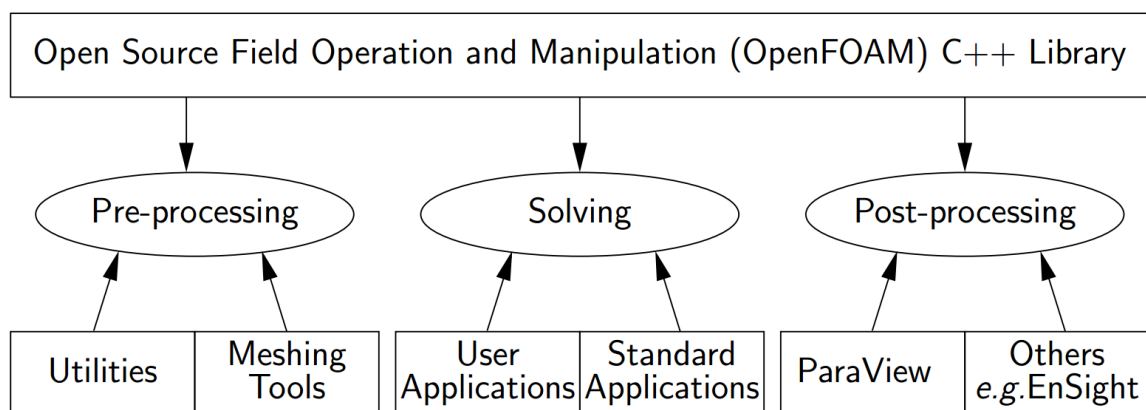 Open Source Field Operation and Manipulation (OpenFOAM) C++ Library
Pre-processing
Solving
Post-processing
Utilities
Meshing
Tools
User
Applications
Standard
Applications
ParaView
Others
e.g.EnSight